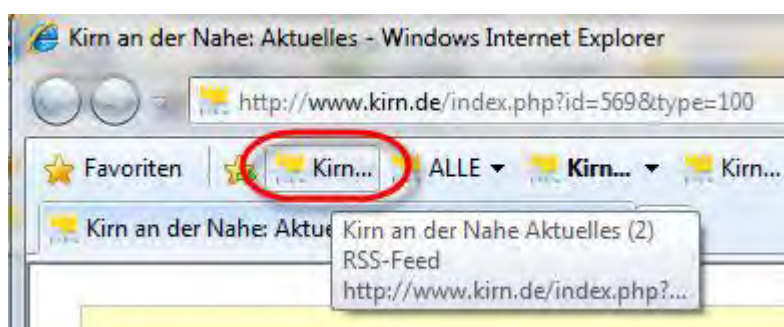 Kirn an der Nahe: Aktuelles - Windows Internet Explorer
http://www.kirn.de/index.php?id=569&type=100
Favoriten Kirn... ALLE Kirn... Kirn...
Kirn an der Nahe: Aktue
Kirn an der Nahe Aktuelles (2)
RSS-Feed
http://www.kirn.de/index.php?...